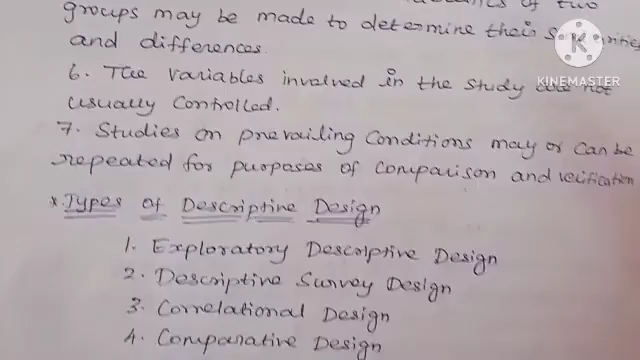 of two
groups may be made to determine their
and differences.
6. The variables involved in the study not
usually controlled.
7. Studies on prevailing conditions may or can be
repeated for purposes of comparison and verification
* Types of Descriptive Design
1. Exploratory Descriptive Design
2. Descriptive Survey Design
3. Correlational Design
4. Comparative Design
KINEMASTER